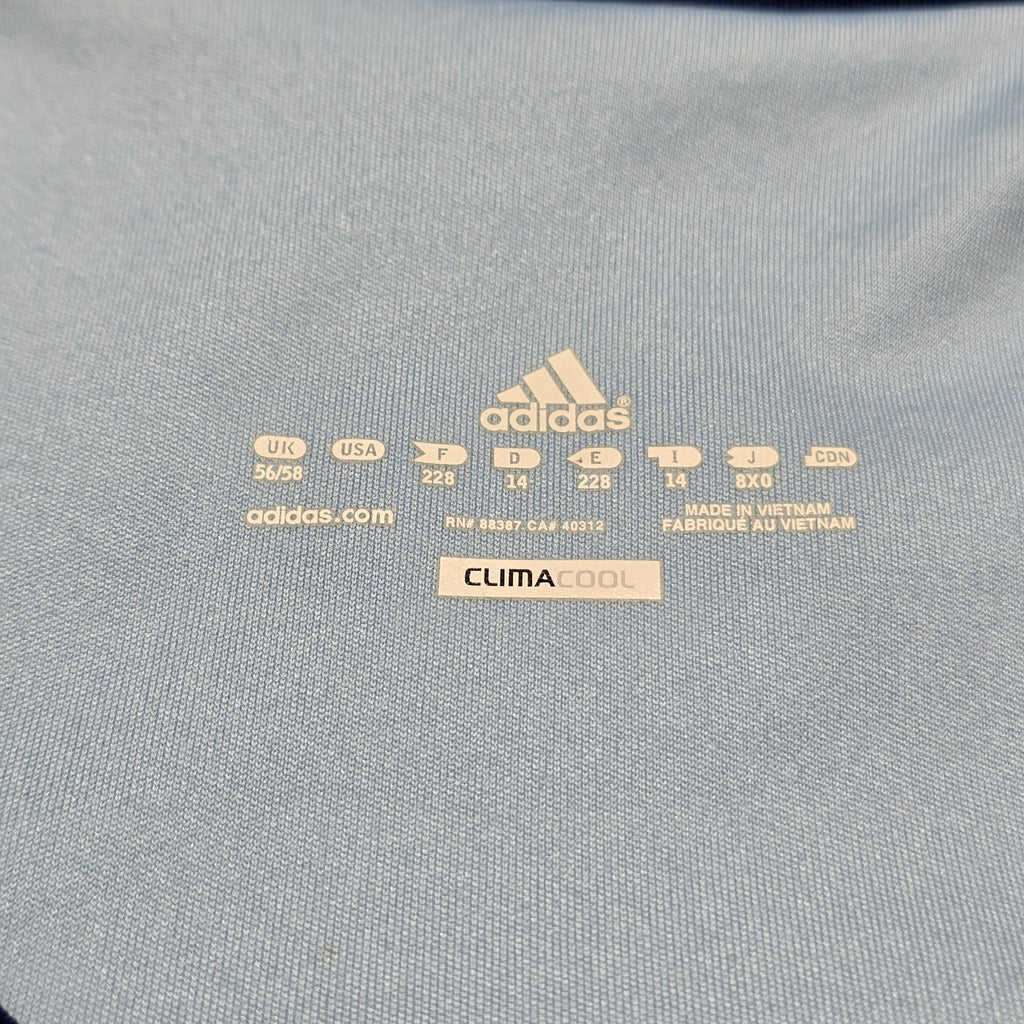 adidas®
UK USA F D E I J CDN
56/58 228 14 228 14 8XO
adidas.com RN# 88387 CA# 40312 MADE IN VIETNAM
FABRIQUÉ AU VIETNAM
CLIMACOOL